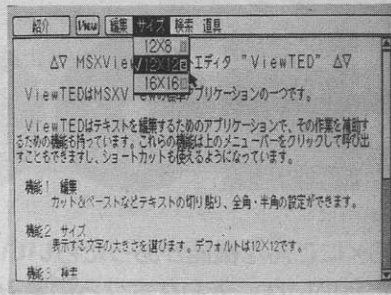 紹介 View 編集 サイズ 検索 道具
12X8
√12X12
16X16
△▽ MSXView エディタ "ViewTED" △▽
ViewTEDはMSXViewの標準アプリケーションの一つです。
ViewTEDはテキストを編集するためのアプリケーションで、その作業を補助す
るための機能も持っています。これらの機能は上のメニューバーをクリックして呼び出
すこともできますし、ショートカットも使えるようになっています。
機能1 編集
カット&ペーストなどテキストの切り貼り、全角・半角の設定ができます。
機能2 サイズ
表示する文字の大きさを選びます。デフォルトは12×12です。
機能3 検索